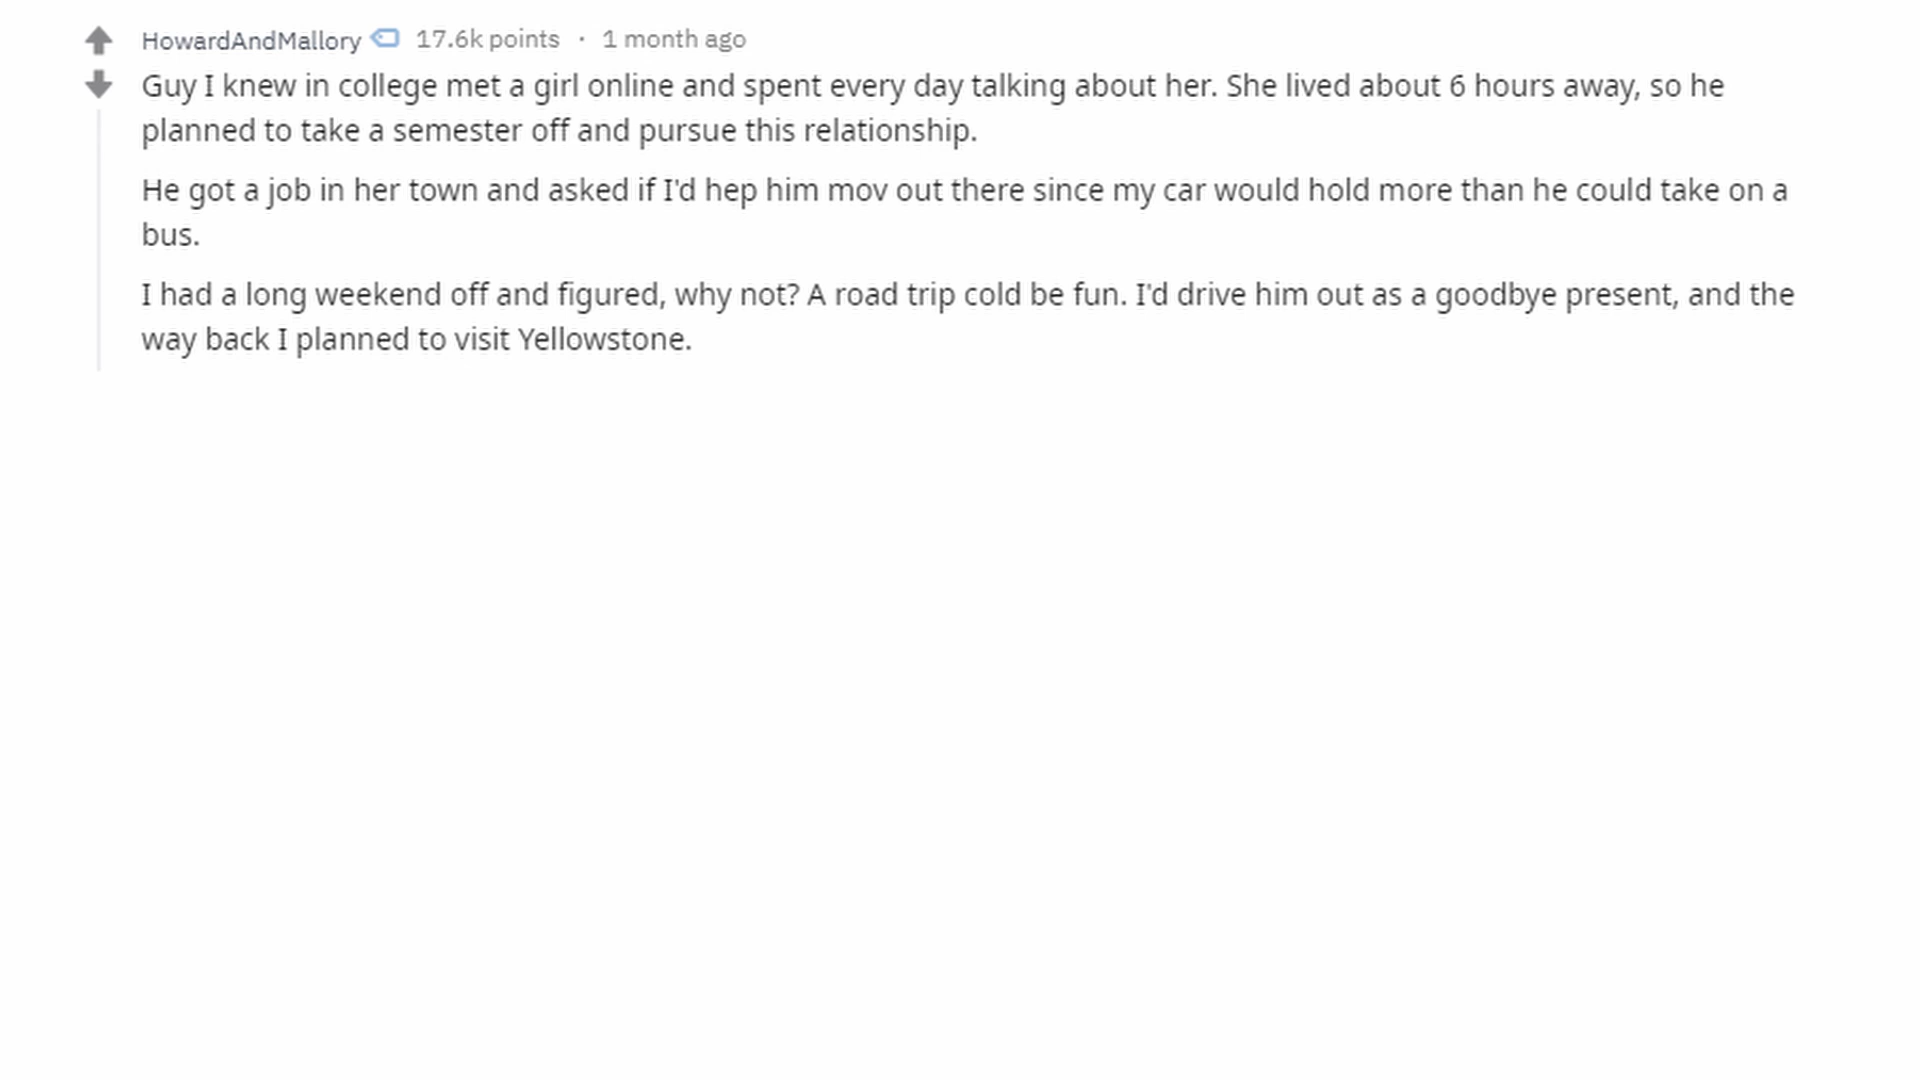 HowardAndMallory 17.6k points · 1 month ago
Guy I knew in college met a girl online and spent every day talking about her. She lived about 6 hours away, so he
planned to take a semester off and pursue this relationship.
He got a job in her town and asked if I'd hep him mov out there since my car would hold more than he could take on a
bus.
I had a long weekend off and figured, why not? A road trip cold be fun. I'd drive him out as a goodbye present, and the
way back I planned to visit Yellowstone.